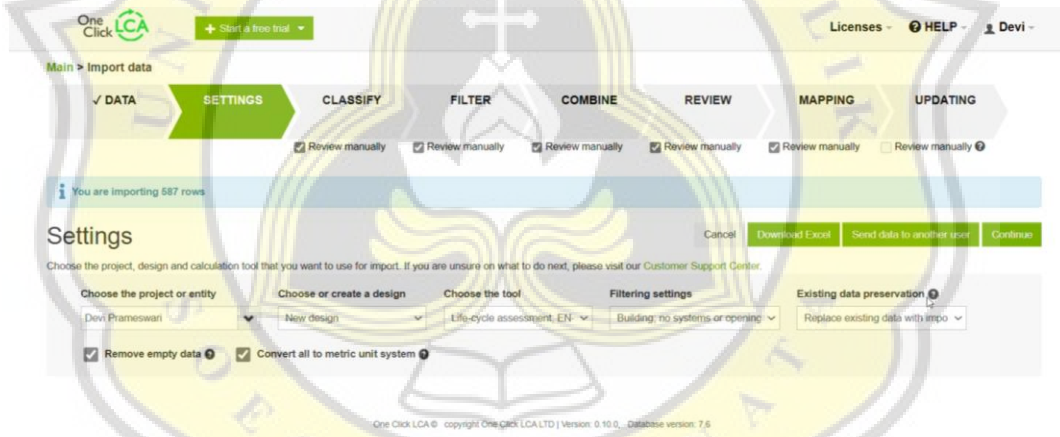 One Click LCA
+ Start a free trial
Licenses
HELP
Devi
Main > Import data
✓ DATA
SETTINGS
CLASSIFY
FILTER
COMBINE
REVIEW
MAPPING
UPDATING
Review manually
Review manually
Review manually
Review manually
Review manually
Review manually
You are importing 587 rows
Settings
Cancel
Download Excel
Send data to another user
Continue
Choose the project, design and calculation tool that you want to use for import. If you are unsure on what to do next, please visit our Customer Support Center.
Choose the project or entity
Choose or create a design
Choose the tool
Filtering settings
Existing data preservation
Devi Prameswari
New design
Life-cycle assessment, EN-
Building; no systems or opening
Replace existing data with impo
Remove empty data
Convert all to metric unit system
One Click LCA © copyright One Click LCA LTD | Version: 0.10.0, Database version: 7.6